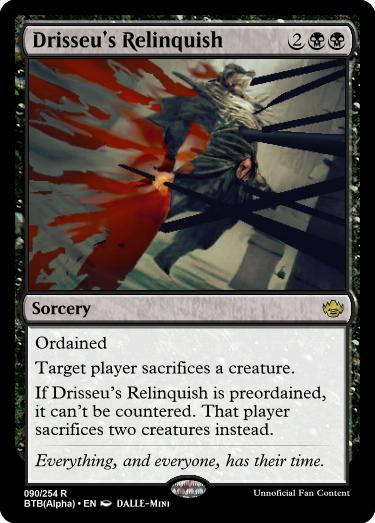 Drisseu's Relinquish 2
Sorcery
Ordained
Target player sacrifices a creature.
If Drisseu's Relinquish is preordained,
it can't be countered. That player
sacrifices two creatures instead.
Everything, and everyone, has their time.
090/254 R
BTB(Alpha) • EN DALLE-MINI
Unofficial Fan Content